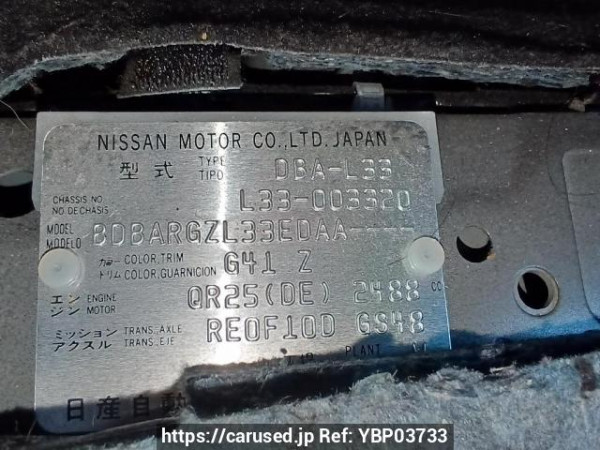 NISSAN MOTOR CO.,LTD. JAPAN
型式 TYPE TIPO DBA-L33
CHASSIS NO. NO DE CHASIS L33-003320
MODEL MODELO BDBARGZL33EDAA----
カラー COLOR, TRIM
トリム COLOR, GUARNICION G41 Z
エンジン ENGINE MOTOR QR25(DE) 2488 CC
ミッション TRANS. AXLE
アクスル TRANS. EJE RE0F10D GS48
PLANT
日産自動
https://carused.jp Ref: YBP03733